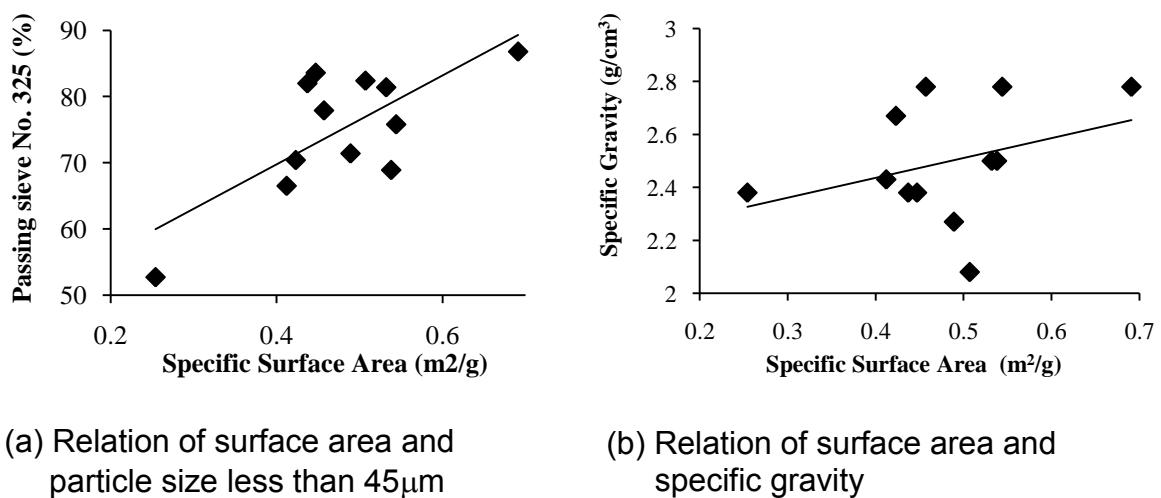 Passing sieve No. 325 (%)
90
80
70
60
50
0.2
0.4
0.6
Specific Surface Area (m2/g)
(a) Relation of surface area and
particle size less than 45μm
Specific Gravity (g/cm³)
3
2.8
2.6
2.4
2.2
2
0.2
0.3
0.4
0.5
0.6
0.7
Specific Surface Area (m²/g)
(b) Relation of surface area and
specific gravity